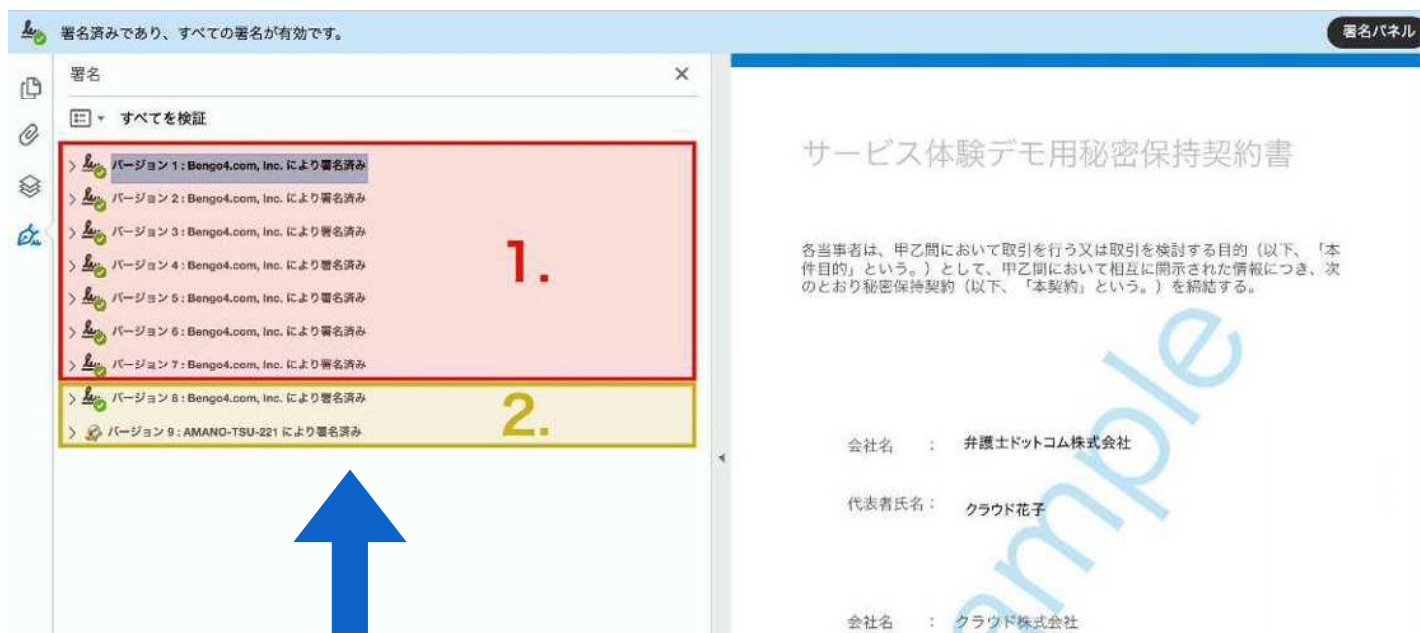 署名済みであり、すべての署名が有効です。
署名パネル
署名
すべてを検証
バージョン 1 : Bengo4.com, Inc. により署名済み
バージョン 2 : Bengo4.com, Inc. により署名済み
バージョン 3 : Bengo4.com, Inc. により署名済み
バージョン 4 : Bengo4.com, Inc. により署名済み
バージョン 5 : Bengo4.com, Inc. により署名済み
バージョン 6 : Bengo4.com, Inc. により署名済み
バージョン 7 : Bengo4.com, Inc. により署名済み
1.
バージョン 8 : Bengo4.com, Inc. により署名済み
バージョン 9 : AMANO-TSU-221 により署名済み
2.
サービス体験デモ用秘密保持契約書
各当事者は、甲乙間において取引を行う又は取引を検討する目的（以下、「本
件目的」という。）として、甲乙間において相互に開示された情報につき、次
のとおり秘密保持契約（以下、「本契約」という。）を締結する。
会社名 : 弁護士ドットコム株式会社
代表者氏名 : クラウド花子
会社名 : クラウド株式会社
ample